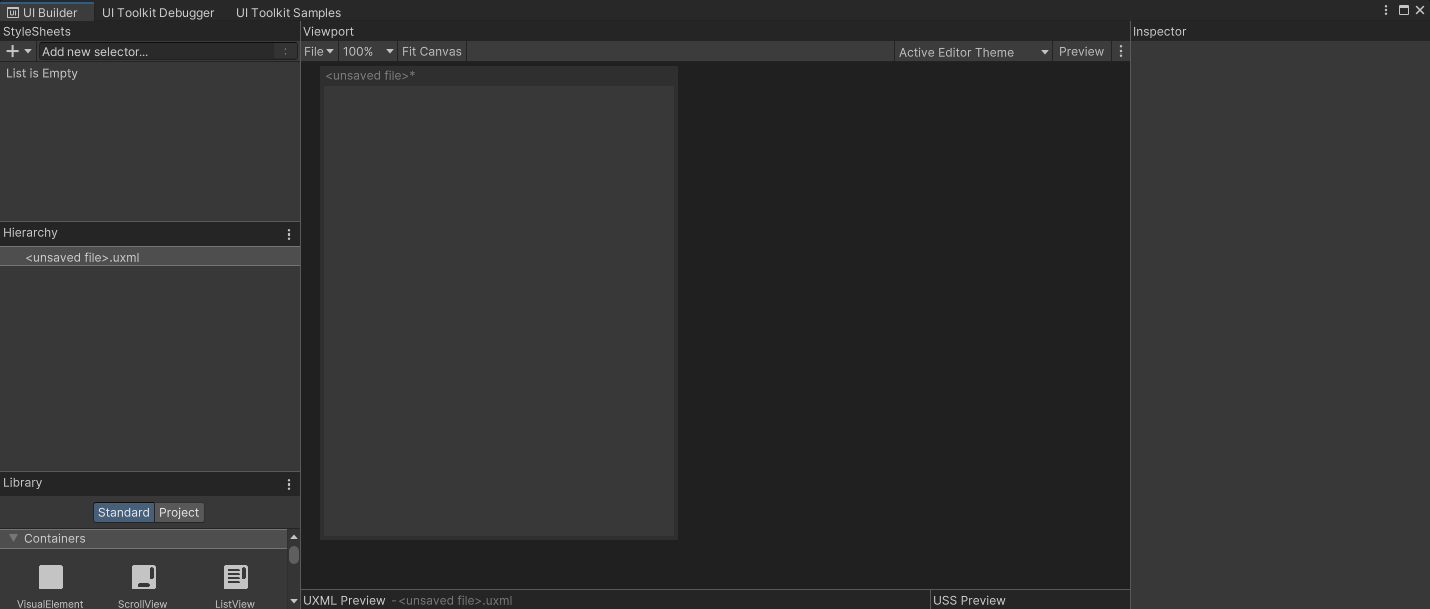 UI Builder UI Toolkit Debugger UI Toolkit Samples
StyleSheets
Add new selector...
List is Empty
Hierarchy
<unsaved file>.uxml
Library
Standard Project
Containers
VisualElement ScrollView ListView
Viewport
File 100% Fit Canvas Active Editor Theme Preview
<unsaved file>*
UXML Preview - <unsaved file>.uxml
USS Preview
Inspector